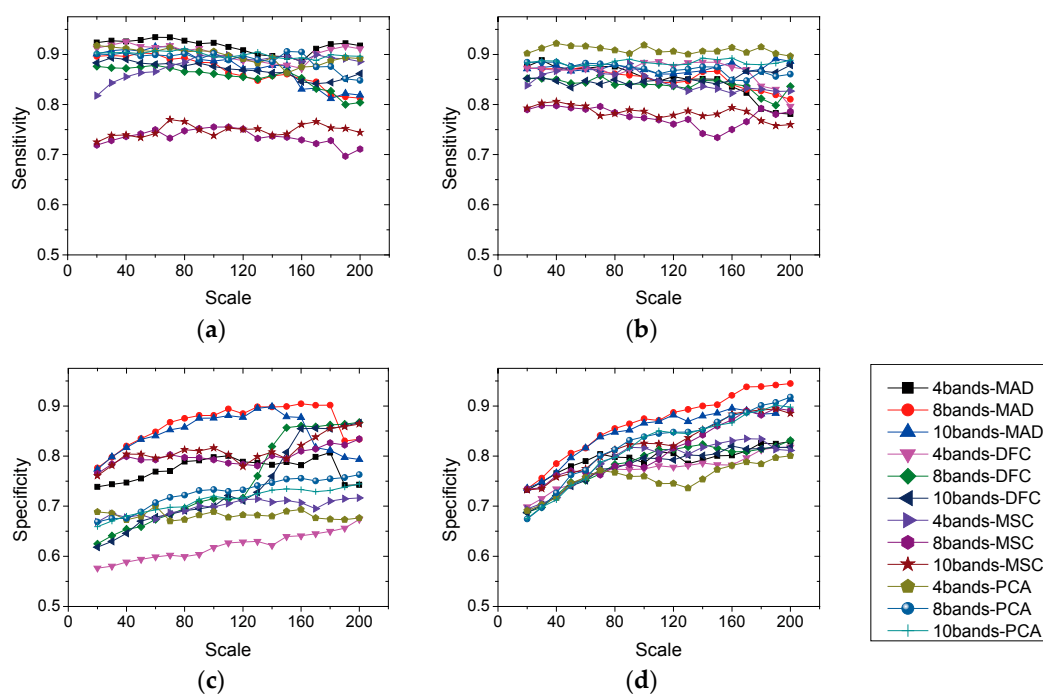 0.9
0.8
0.7
0.6
0.5
Sensitivity
0 40 80 120 160 200
Scale
(a)
0.9
0.8
0.7
0.6
0.5
Sensitivity
0 40 80 120 160 200
Scale
(b)
0.9
0.8
0.7
0.6
0.5
Specificity
0 40 80 120 160 200
Scale
(c)
0.9
0.8
0.7
0.6
0.5
Specificity
0 40 80 120 160 200
Scale
(d)
4bands-MAD
8bands-MAD
10bands-MAD
4bands-DFC
8bands-DFC
10bands-DFC
4bands-MSC
8bands-MSC
10bands-MSC
4bands-PCA
8bands-PCA
10bands-PCA